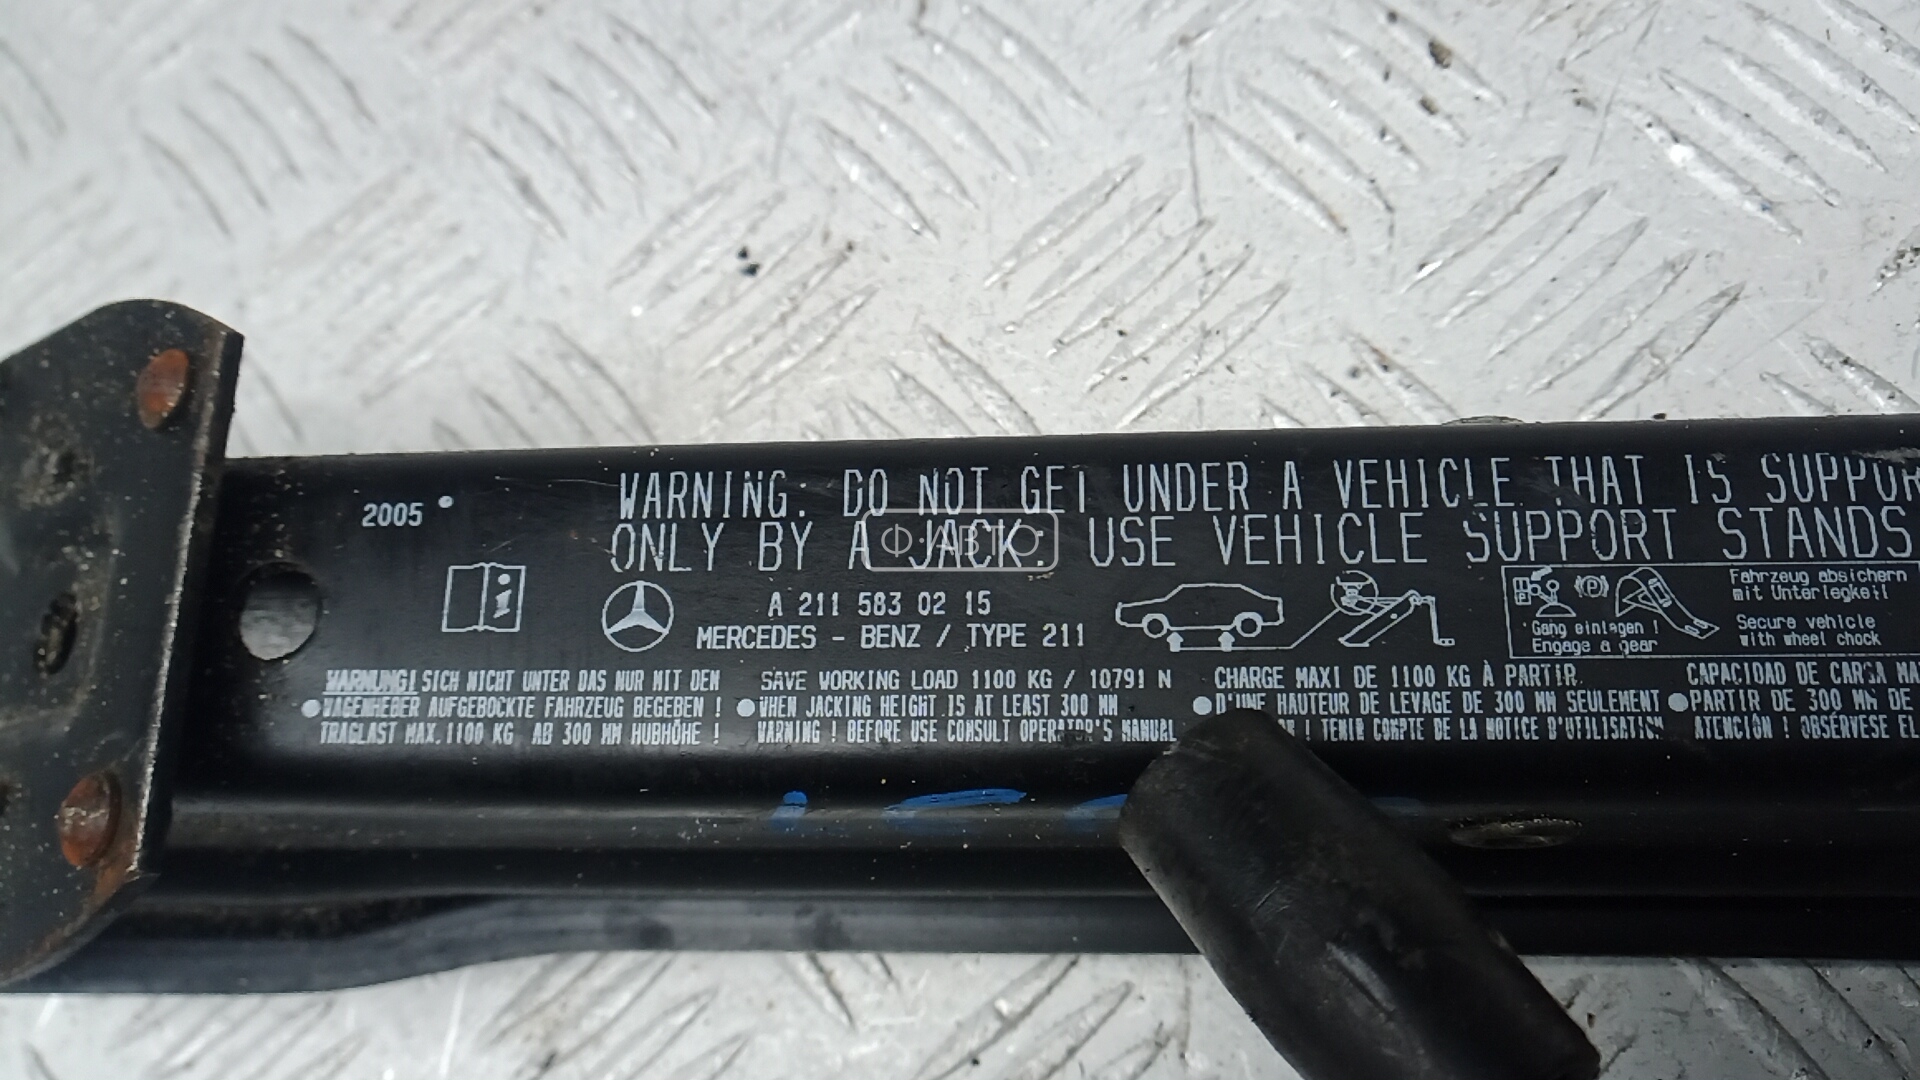 2005
WARNING. DO NOT GET UNDER A VEHICLE THAT IS SUPPOR
ONLY BY A JACK. USE VEHICLE SUPPORT STANDS
Ф·АВТО
A 211 583 02 15
MERCEDES - BENZ / TYPE 211
Gang einlegen !
Engage a gear
Fahrzeug absichern
mit Unterlegkeil
Secure vehicle
with wheel chock
WARNUNG! SICH NICHT UNTER DAS NUR MIT DEM
WAGENHEBER AUFGEBOCKTE FAHRZEUG BEGEBEN !
TRAGLAST MAX. 1100 KG AB 300 MM HUBHÖHE !
SAVE WORKING LOAD 1100 KG / 10791 N
WHEN JACKING HEIGHT IS AT LEAST 300 MM
WARNING ! BEFORE USE CONSULT OPERATOR'S MANUAL
CHARGE MAXI DE 1100 KG À PARTIR
D'UNE HAUTEUR DE LEVAGE DE 300 MM SEULEMENT
! TENIR COMPTE DE LA NOTICE D'UTILISATION
CAPACIDAD DE CARGA MA
PARTIR DE 300 MM DE
ATENCIÓN ! OBSÉRVESE EL